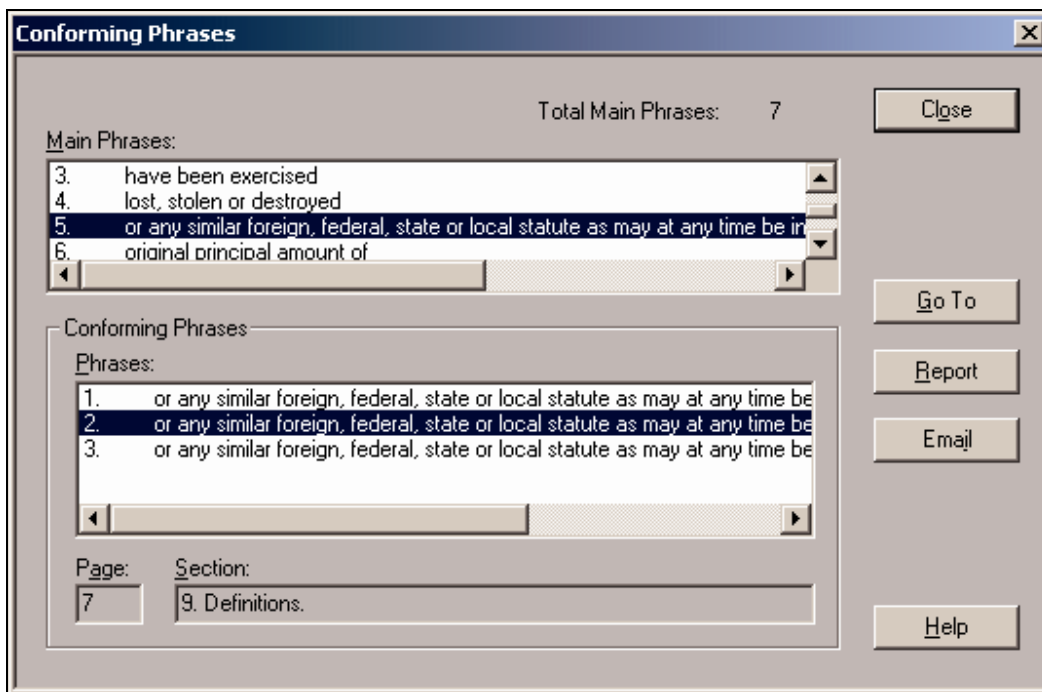 Conforming Phrases
Total Main Phrases: 7
Close
Main Phrases:
3. have been exercised
4. lost, stolen or destroyed
5. or any similar foreign, federal, state or local statute as may at any time be in
6. original principal amount of
Go To
Conforming Phrases
Phrases:
1. or any similar foreign, federal, state or local statute as may at any time be
2. or any similar foreign, federal, state or local statute as may at any time be
3. or any similar foreign, federal, state or local statute as may at any time be
Report
Email
Page: Section:
7 9. Definitions.
Help